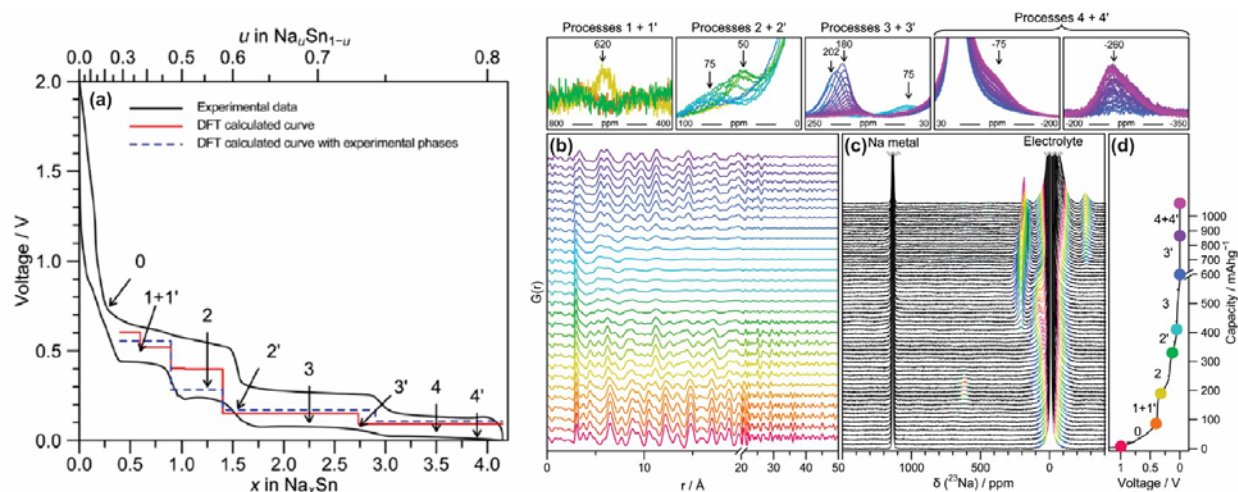 u in NaᵤSn₁₋ᵤ
0.0 0.3 0.5 0.6 0.7 0.8
(a)
Experimental data
DFT calculated curve
DFT calculated curve with experimental phases
2.0
1.5
1.0
0.5
0.0
Voltage / V
0
1+1'
2
2'
3
3'
4
4'
0.0 0.5 1.0 1.5 2.0 2.5 3.0 3.5 4.0
x in NaₓSn
Processes 1 + 1'
620
800 ppm 400
Processes 2 + 2'
75
50
100 ppm 0
Processes 3 + 3'
202
180
75
250 ppm 30
Processes 4 + 4'
-75
30 ppm -200
-260
-200 ppm -350
(b)
G(r)
0 10 20 30 40 50
r / Å
(c)
Na metal
Electrolyte
1000 500 0
δ (²³Na) / ppm
(d)
4+4'
3'
3
2'
2
1+1'
0
1000
900
800
700
600
500
400
300
200
100
0
Capacity / mAhg⁻¹
1 0.5 0
Voltage / V